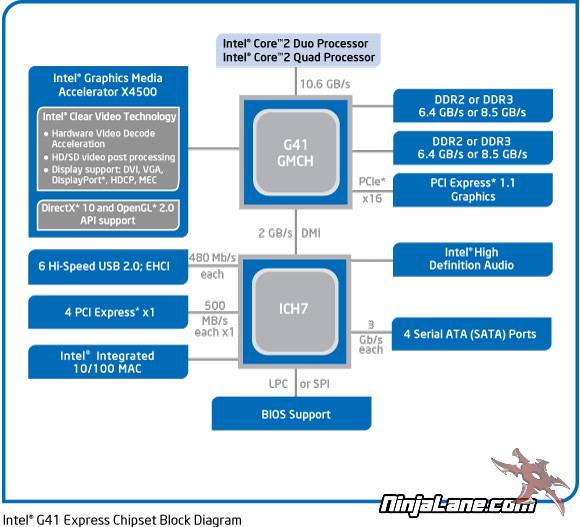 Intel® Core™2 Duo Processor
Intel® Core™2 Quad Processor
10.6 GB/s
Intel® Graphics Media
Accelerator X4500
Intel® Clear Video Technology
• Hardware Video Decode
Acceleration
• HD/SD video post processing
• Display support: DVI, VGA,
DisplayPort*, HDCP, MEC
DirectX* 10 and OpenGL* 2.0
API support
G41
GMCH
DDR2 or DDR3
6.4 GB/s or 8.5 GB/s
DDR2 or DDR3
6.4 GB/s or 8.5 GB/s
PCIe*
x16
PCI Express* 1.1
Graphics
2 GB/s DMI
6 Hi-Speed USB 2.0; EHCI
480 Mb/s
each
4 PCI Express* x1
500
MB/s
each x1
Intel® Integrated
10/100 MAC
ICH7
Intel® High
Definition Audio
3
Gb/s
each
4 Serial ATA (SATA) Ports
LPC or SPI
BIOS Support
NinjaLane.com
Intel® G41 Express Chipset Block Diagram